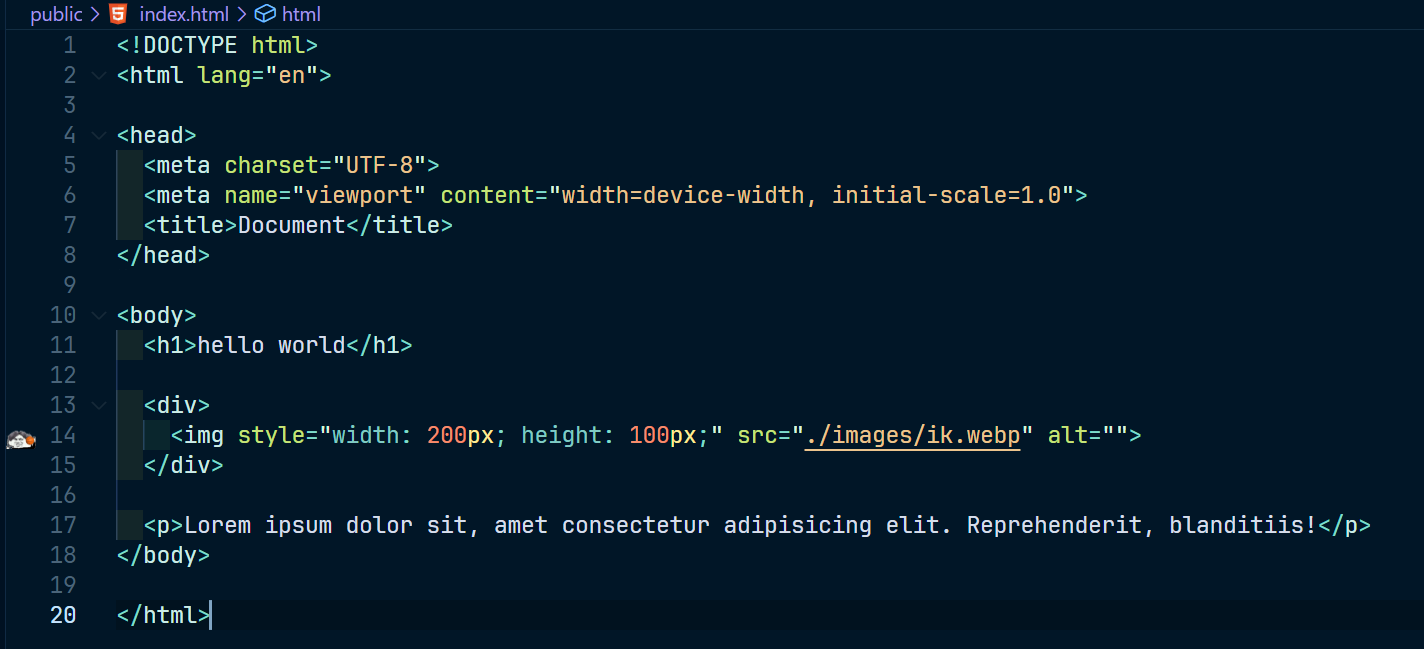 public > index.html > html
1 <!DOCTYPE html>
2 <html lang="en">
3
4 <head>
5   <meta charset="UTF-8">
6   <meta name="viewport" content="width=device-width, initial-scale=1.0">
7   <title>Document</title>
8 </head>
9
10 <body>
11   <h1>hello world</h1>
12
13   <div>
14     <img style="width: 200px; height: 100px;" src="./images/ik.webp" alt="">
15   </div>
16
17   <p>Lorem ipsum dolor sit, amet consectetur adipisicing elit. Reprehenderit, blanditiis!</p>
18 </body>
19
20 </html>